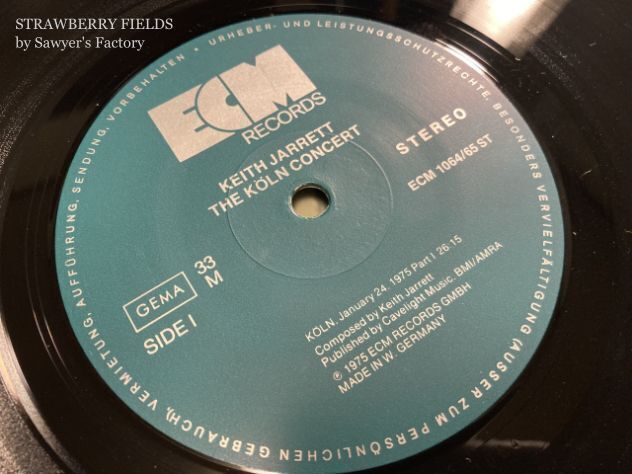 STRAWBERRY FIELDS
by Sawyer's Factory
URHEBER- UND LEISTUNGSSCHUTZRECHTE, BESONDERS VERVIELFÄLTIGUNG (AUSSER ZUM PERSÖNLICHEN GEBRAUCH), VERMIETUNG, AUFFÜHRUNG, SENDUNG, VORBEHALTEN •
ECM
RECORDS
KEITH JARRETT
THE KÖLN CONCERT
STEREO
ECM 1064/65 ST
GEMA
33
M
SIDE I
KÖLN, January 24, 1975 Part I 26:15
Composed by Keith Jarrett
Published by Cavelight Music, BMI/AMRA
℗ 1975 ECM RECORDS GMBH
MADE IN W. GERMANY